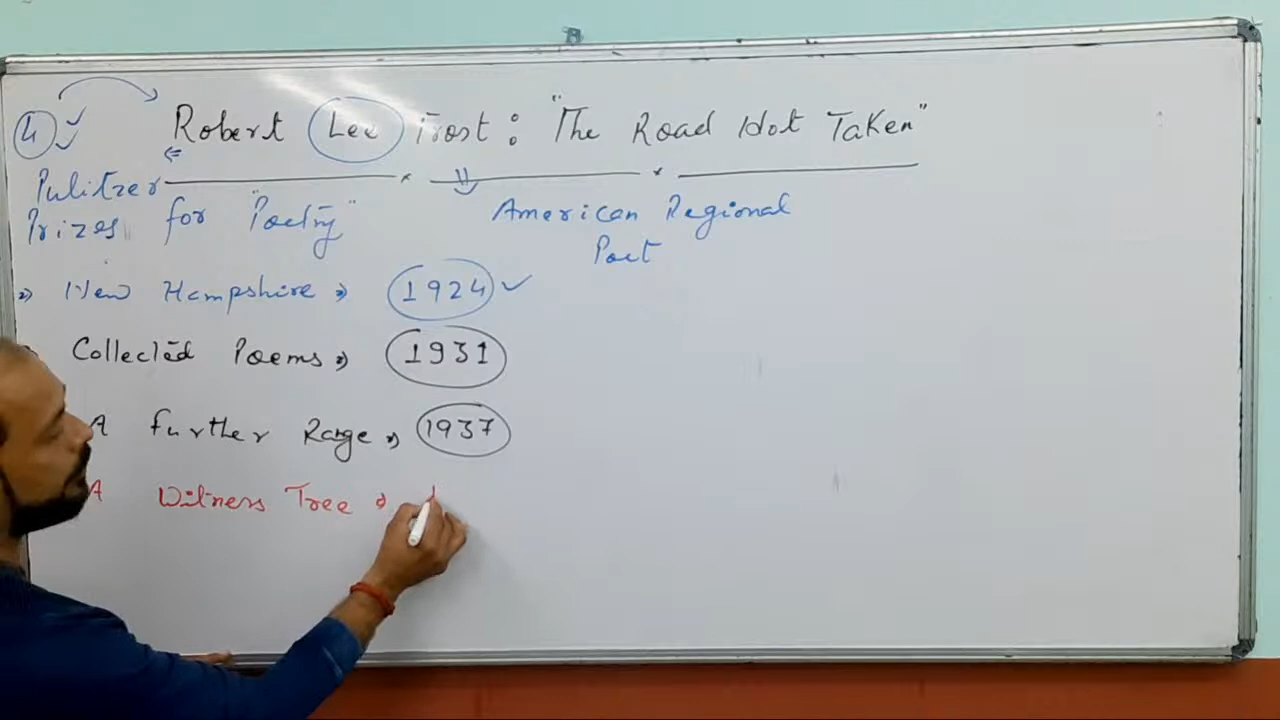 4 Robert Lee Frost: "The Road Not Taken"
Pulitzer
Prizes for "Poetry"
American Regional
Poet
New Hampshire 1924
Collected Poems 1931
A Further Range 1937
A Witness Tree 1